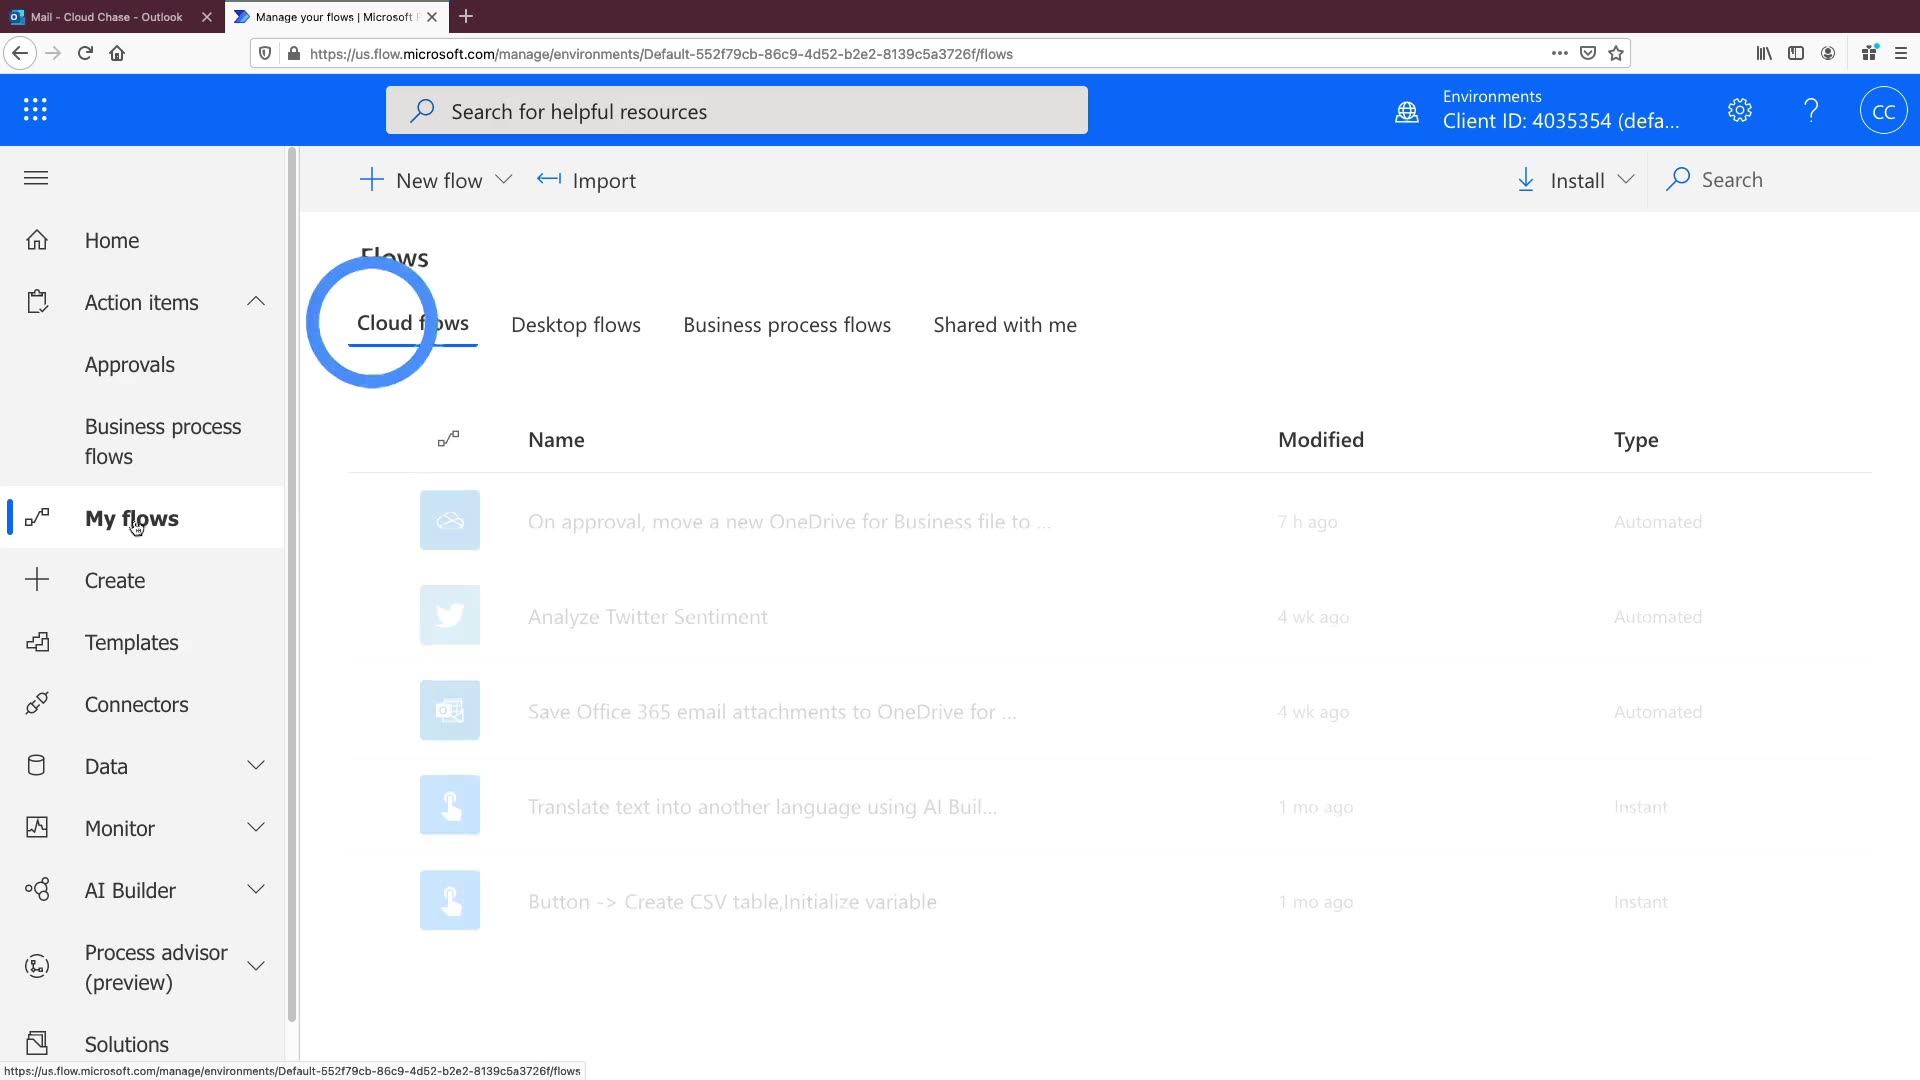 Mail - Cloud Chase - Outlook
Manage your flows | Microsoft
https://us.flow.microsoft.com/manage/environments/Default-552f79cb-86c9-4d52-b2e2-8139c5a3726f/flows
Search for helpful resources
Environments
Client ID: 4035354 (defa...
?
CC
New flow
Import
Install
Search
Home
Action items
Approvals
Business process
flows
My flows
Create
Templates
Connectors
Data
Monitor
AI Builder
Process advisor
(preview)
Solutions
Flows
Cloud flows
Desktop flows
Business process flows
Shared with me
Name
Modified
Type
On approval, move a new OneDrive for Business file to ...
7 h ago
Automated
Analyze Twitter Sentiment
4 wk ago
Automated
Save Office 365 email attachments to OneDrive for ...
4 wk ago
Automated
Translate text into another language using AI Buil...
1 mo ago
Instant
Button -> Create CSV table,Initialize variable
1 mo ago
Instant
https://us.flow.microsoft.com/manage/environments/Default-552f79cb-86c9-4d52-b2e2-8139c5a3726f/flows